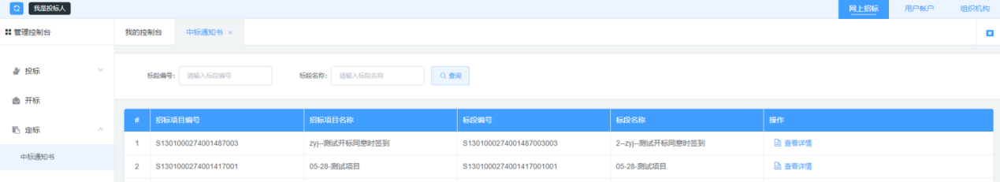 我是投标人 网上招标 用户帐户 组织机构
管理控制台 我的控制台 中标通知书 ×
投标
开标
定标
中标通知书
标段编号: 请输入标段编号 标段名称: 请输入标段名称 查询
# 招标项目编号 招标项目名称 标段编号 标段名称 操作
1 S1301000274001487003 zyj--测试开标同意时签到 S1301000274001487003003 2--zyj--测试开标同意时签到 查看详情
2 S1301000274001417001 05-28-测试项目 S1301000274001417001001 05-28-测试项目 查看详情